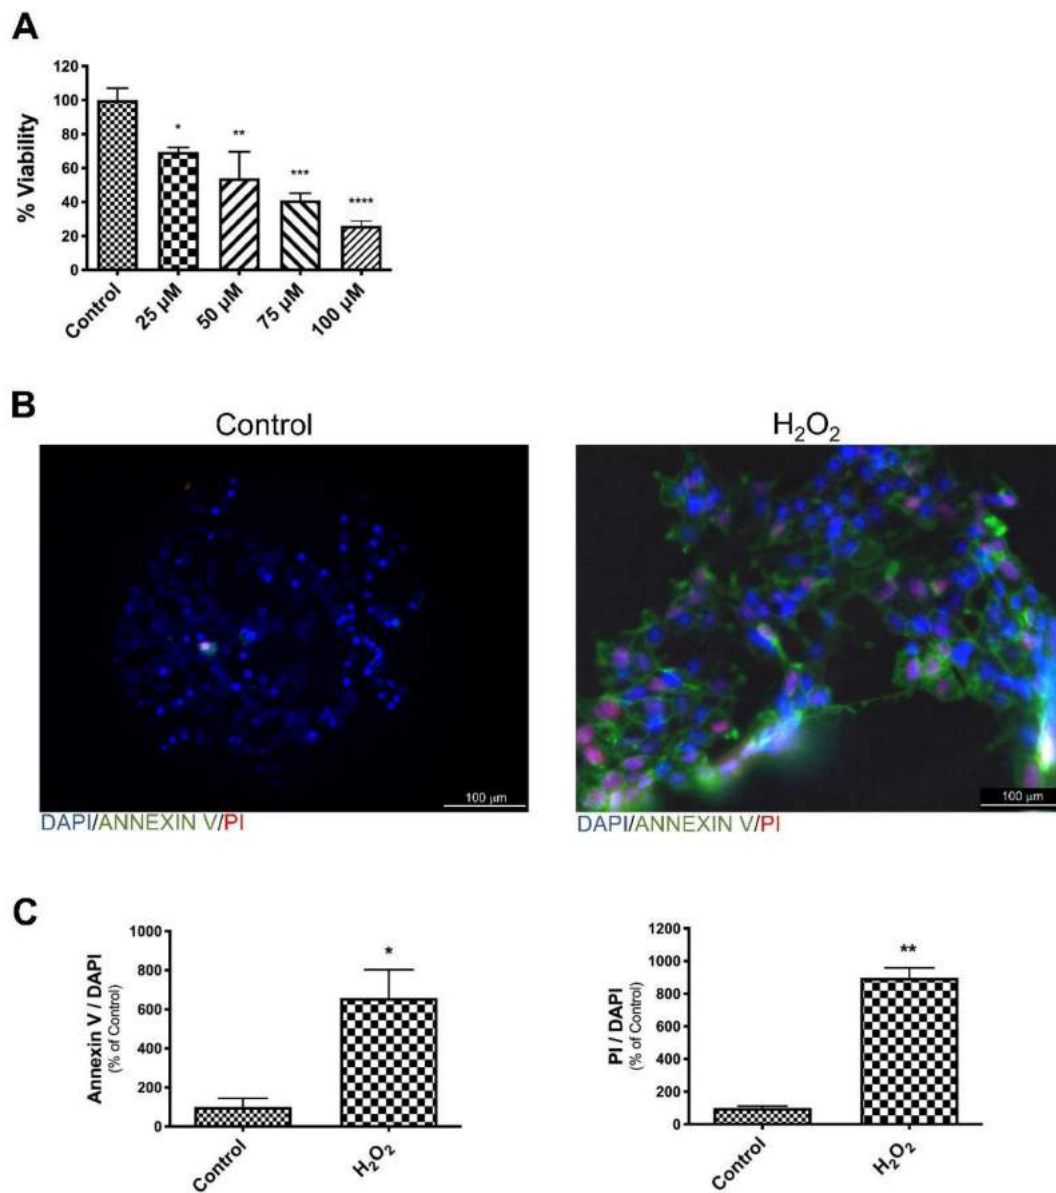 A
120
100
80
60
40
20
0
% Viability
*
**
***
****
Control
25 µM
50 µM
75 µM
100 µM
B
Control
H₂O₂
100 µm
100 µm
DAPI/ANNEXIN V/PI
DAPI/ANNEXIN V/PI
C
1000
800
600
400
200
0
Annexin V / DAPI
(% of Control)
*
Control
H₂O₂
1200
1000
800
600
400
200
0
PI / DAPI
(% of Control)
**
Control
H₂O₂